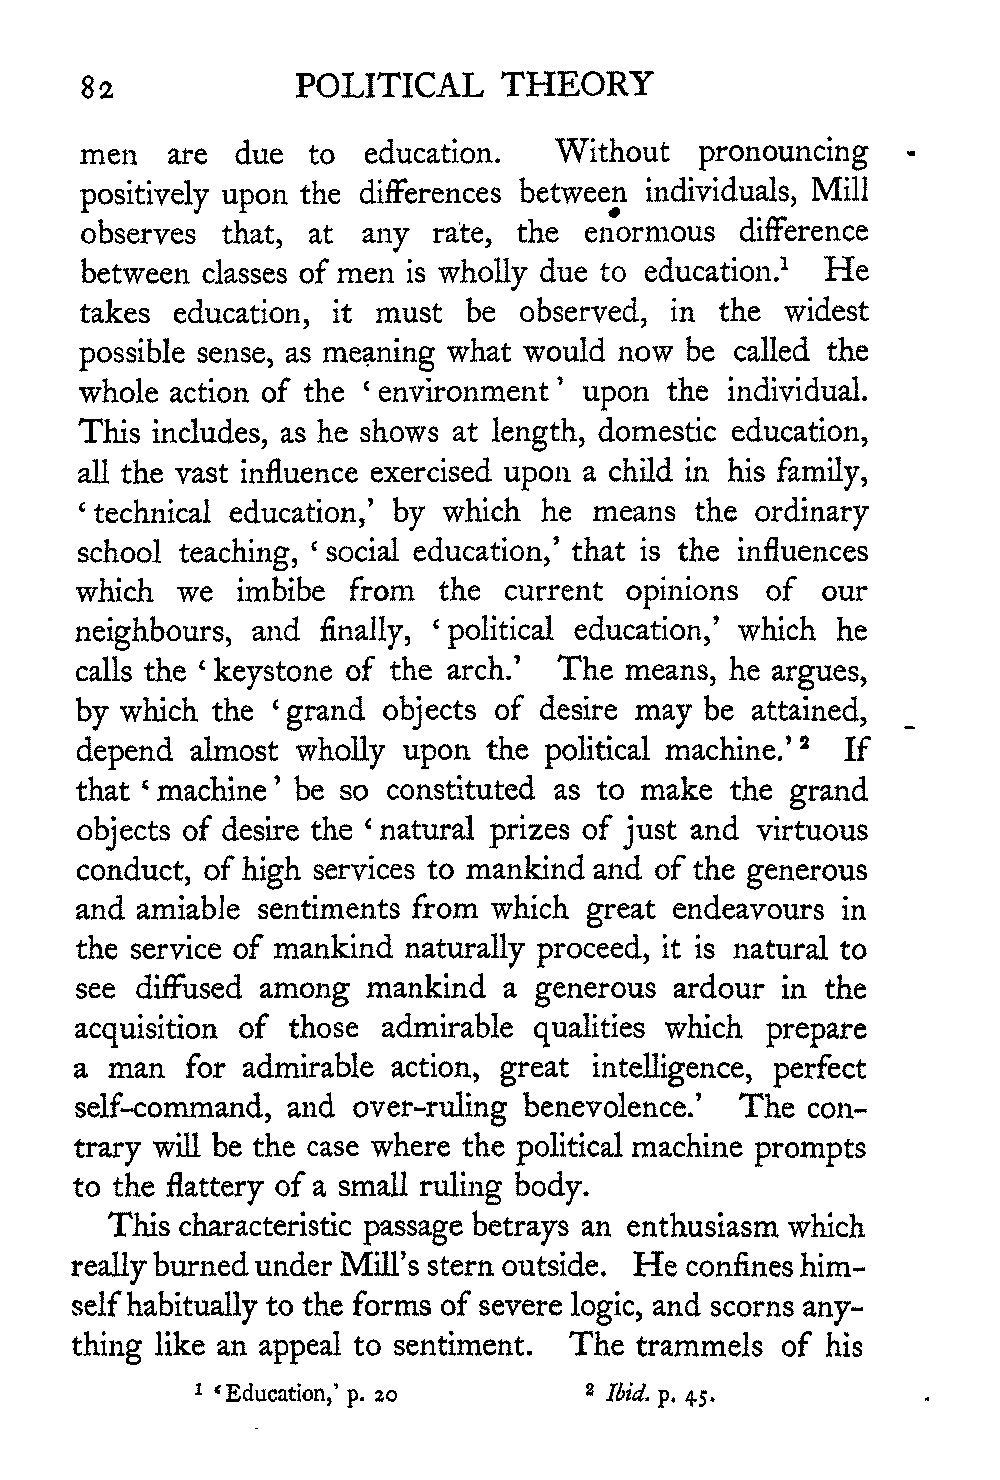 82 POLITICAL THEORY
men are due to education. Without pronouncing
positively upon the differences between individuals, Mill
observes that, at any rate, the enormous difference
between classes of men is wholly due to education.¹ He
takes education, it must be observed, in the widest
possible sense, as meaning what would now be called the
whole action of the ‘ environment ’ upon the individual.
This includes, as he shows at length, domestic education,
all the vast influence exercised upon a child in his family,
‘ technical education,’ by which he means the ordinary
school teaching, ‘ social education,’ that is the influences
which we imbibe from the current opinions of our
neighbours, and finally, ‘ political education,’ which he
calls the ‘ keystone of the arch.’ The means, he argues,
by which the ‘ grand objects of desire may be attained,
depend almost wholly upon the political machine.’ ² If
that ‘ machine ’ be so constituted as to make the grand
objects of desire the ‘ natural prizes of just and virtuous
conduct, of high services to mankind and of the generous
and amiable sentiments from which great endeavours in
the service of mankind naturally proceed, it is natural to
see diffused among mankind a generous ardour in the
acquisition of those admirable qualities which prepare
a man for admirable action, great intelligence, perfect
self-command, and over-ruling benevolence.’ The con-
trary will be the case where the political machine prompts
to the flattery of a small ruling body.
This characteristic passage betrays an enthusiasm which
really burned under Mill’s stern outside. He confines him-
self habitually to the forms of severe logic, and scorns any-
thing like an appeal to sentiment. The trammels of his
¹ ‘ Education,’ p. 20 ² Ibid. p. 45.